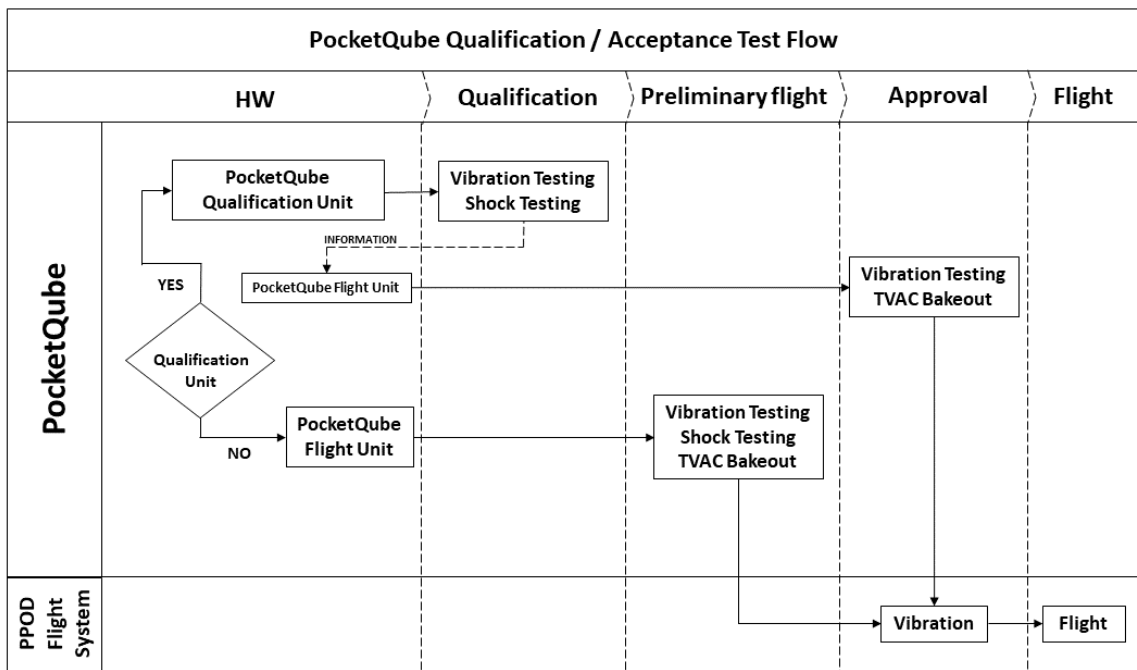 PocketQube Qualification / Acceptance Test Flow
HW
Qualification
Preliminary flight
Approval
Flight
PocketQube
PocketQube
Qualification Unit
Vibration Testing
Shock Testing
INFORMATION
PocketQube Flight Unit
Vibration Testing
TVAC Bakeout
YES
Qualification
Unit
NO
PocketQube
Flight Unit
Vibration Testing
Shock Testing
TVAC Bakeout
PPOD
Flight
System
Vibration
Flight